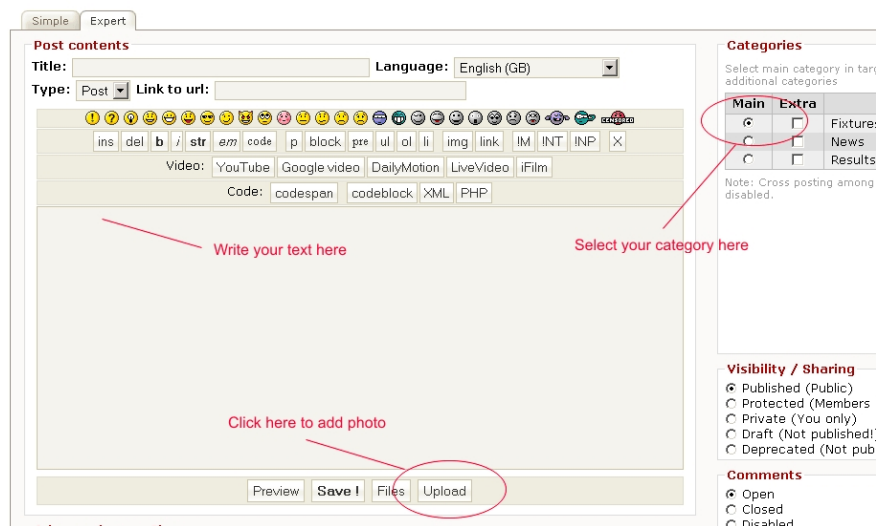 Simple Expert
Post contents
Title: Language: English (GB)
Type: Post Link to url:
CENSORED
ins del b i str em code p block pre ul ol li img link !M !NT !NP X
Video: YouTube Google video DailyMotion LiveVideo iFilm
Code: codespan codeblock XML PHP
Write your text here
Click here to add photo
Preview Save ! Files Upload
Categories
Select main category in targ
additional categories
Main Extra
Fixtures
News
Results
Note: Cross posting among
disabled.
Select your category here
Visibility / Sharing
Published (Public)
Protected (Members
Private (You only)
Draft (Not published!)
Deprecated (Not pub
Comments
Open
Closed
Disabled